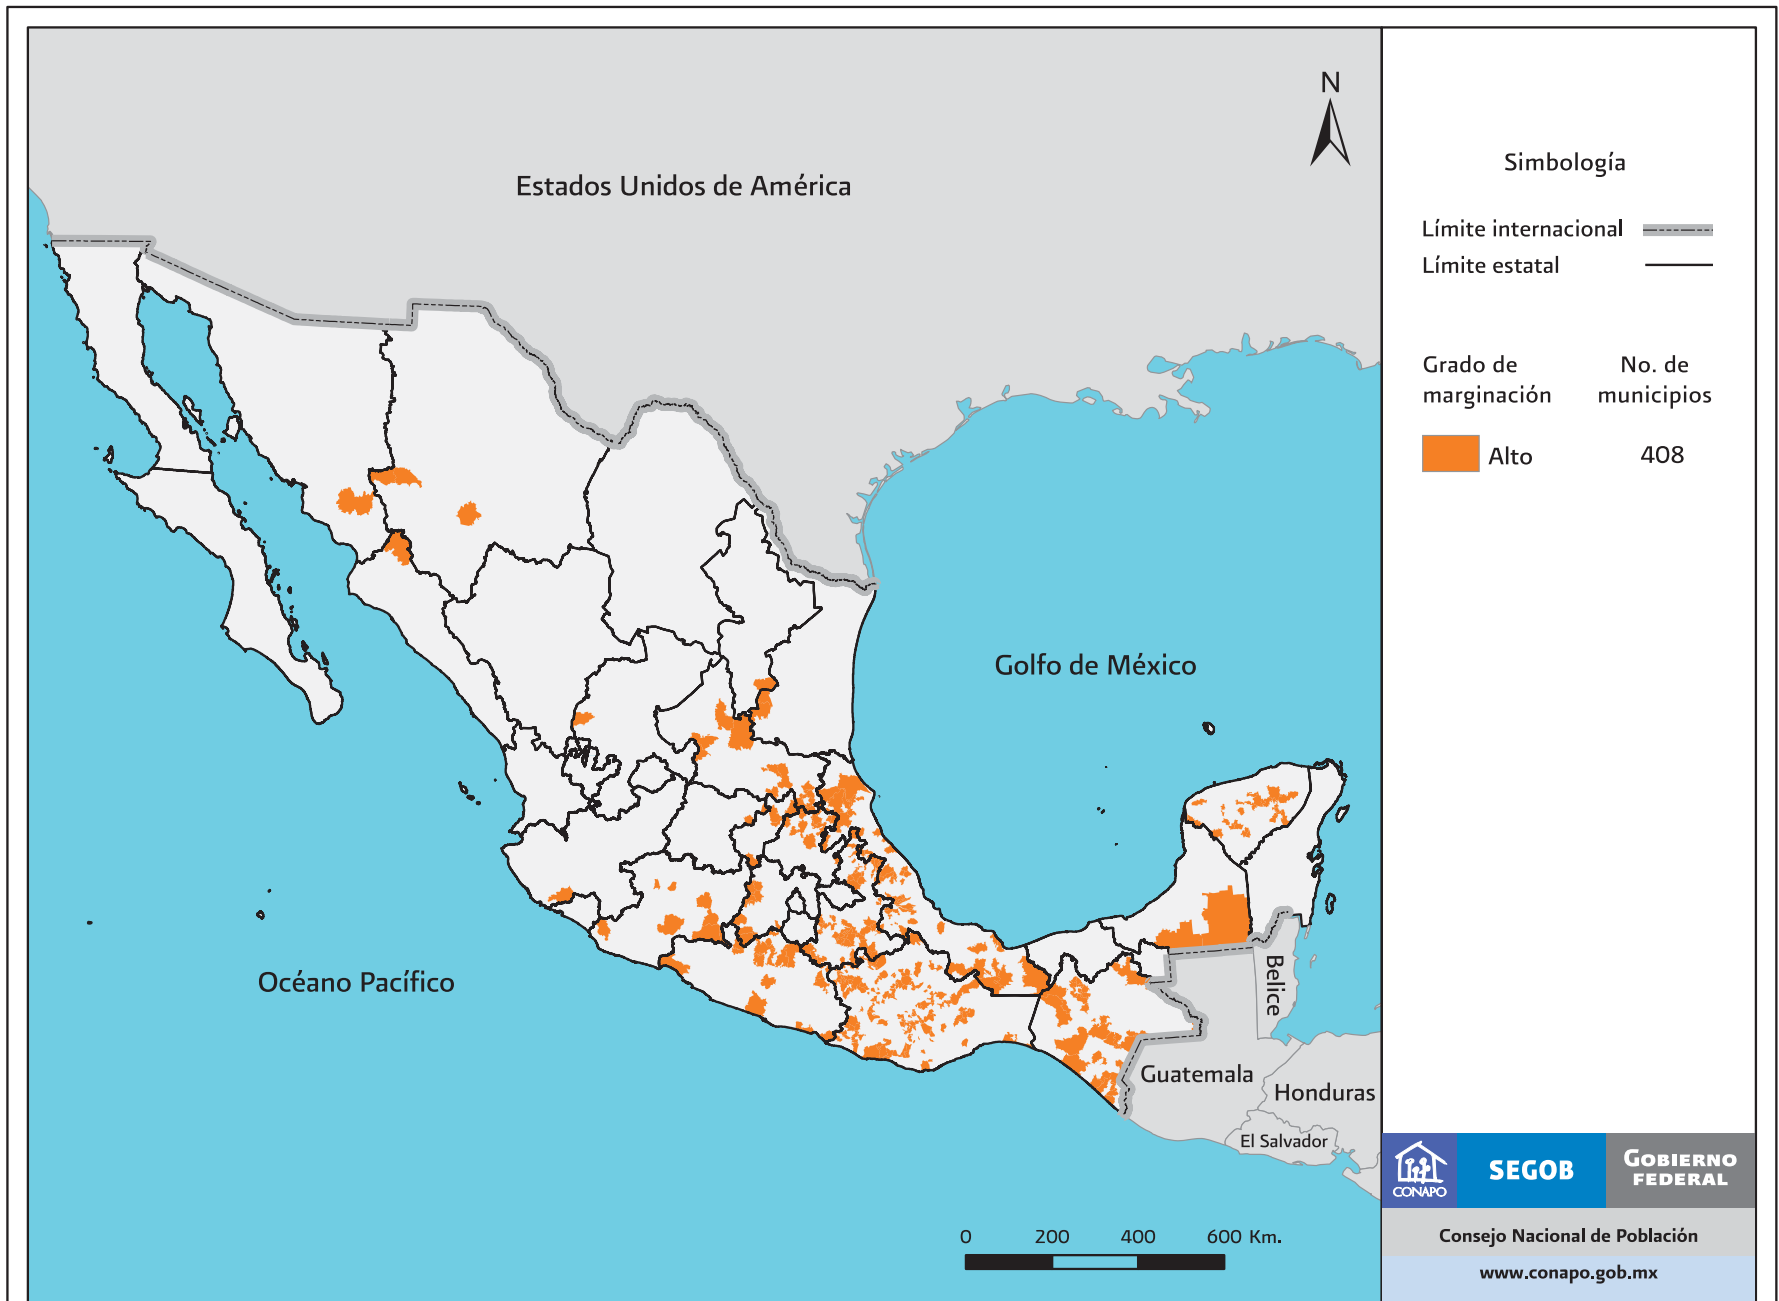 N
Estados Unidos de América
Golfo de México
Océano Pacífico
Belice
Guatemala
Honduras
El Salvador
0 200 400 600 Km.
Simbología
Límite internacional
Límite estatal
Grado de marginación
No. de municipios
Alto 408
CONAPO
SEGOB
GOBIERNO
FEDERAL
Consejo Nacional de Población
www.conapo.gob.mx